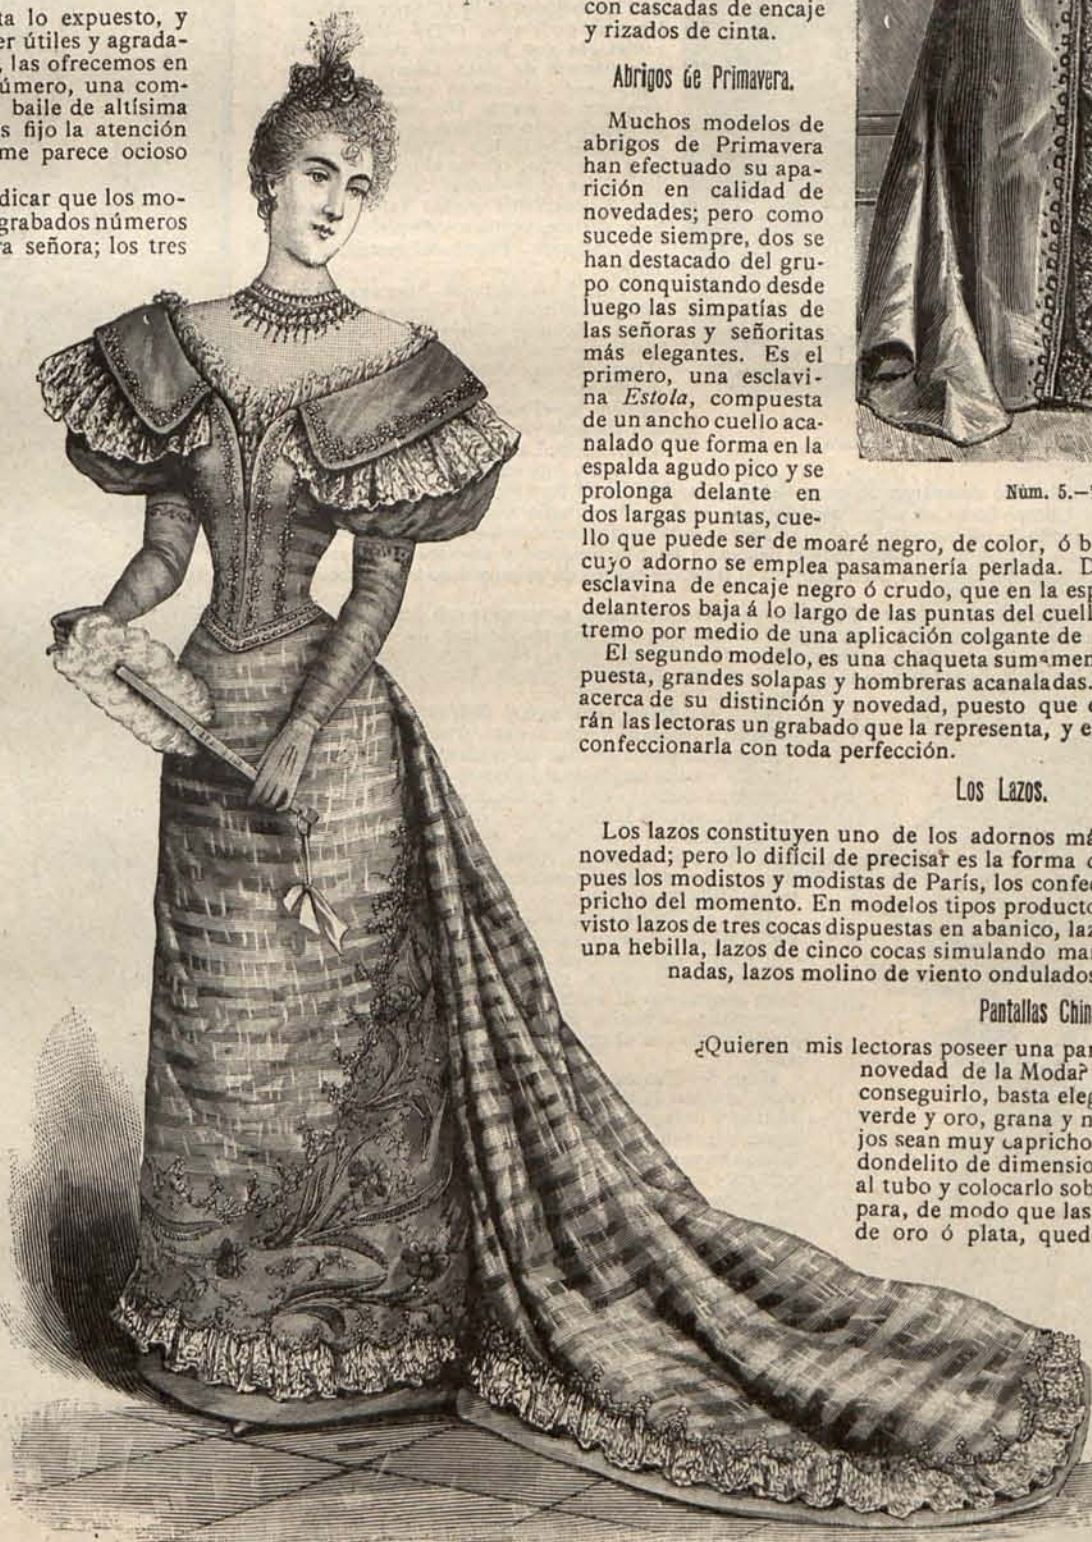 ta lo expuesto, y
er útiles y agrada-
, las ofrecemos en
úmero, una com-
baile de altísima
s fijo la atención
me parece ocioso
dicar que los mo-
grabados números
a señora; los tres
con cascadas de encaje
y rizados de cinta.
Abrigos de Primavera.
Muchos modelos de
abrigos de Primavera
han efectuado su apa-
rición en calidad de
novedades; pero como
sucede siempre, dos se
han destacado del gru-
po conquistando desde
luego las simpatías de
las señoras y señoritas
más elegantes. Es el
primero, una esclavi-
na Estola, compuesta
de un ancho cuello aca-
nalado que forma en la
espalda agudo pico y se
prolonga delante en
dos largas puntas, cue-
llo que puede ser de moaré negro, de color, ó b
cuyo adorno se emplea pasamanería perlada. D
esclavina de encaje negro ó crudo, que en la esp
delanteros baja á lo largo de las puntas del cuell
tremo por medio de una aplicación colgante de
El segundo modelo, es una chaqueta sumamen
puesta, grandes solapas y hombreras acanaladas.
acerca de su distinción y novedad, puesto que e
rán las lectoras un grabado que la representa, y e
confeccionarla con toda perfección.
Los Lazos.
Los lazos constituyen uno de los adornos má
novedad; pero lo difícil de precisar es la forma
pues los modistos y modistas de París, los confe
pricho del momento. En modelos tipos producto
visto lazos de tres cocas dispuestas en abanico, laz
una hebilla, lazos de cinco cocas simulando mar
nadas, lazos molino de viento ondulados
Pantallas Chin
¿Quieren mis lectoras poseer una pan
novedad de la Moda?
conseguirlo, basta eleg
verde y oro, grana y n
jos sean muy capricho
dondelito de dimensio
al tubo y colocarlo sob
para, de modo que las
de oro ó plata, qued
Núm. 5.—